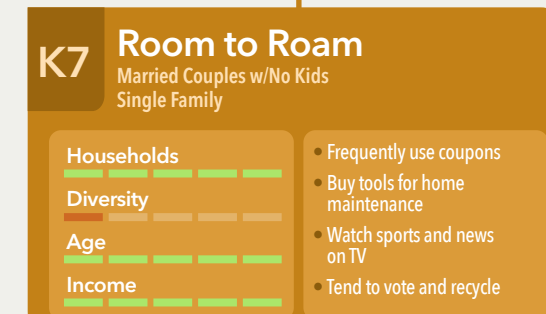 K7
Room to Roam
Married Couples w/No Kids
Single Family
Households
Diversity
Age
Income
• Frequently use coupons
• Buy tools for home
maintenance
• Watch sports and news
on TV
• Tend to vote and recycle